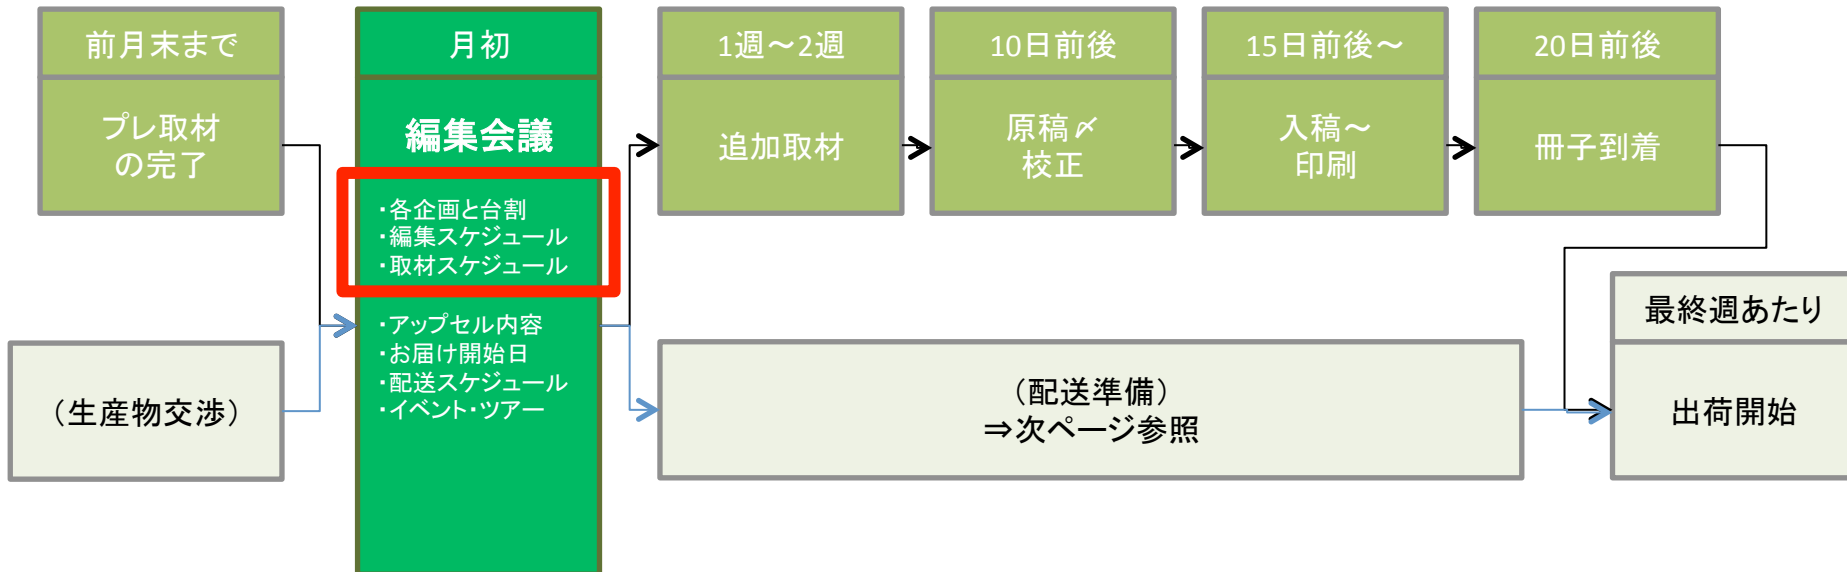 前月末まで
プレ取材
の完了
(生産物交渉)
月初
編集会議
・各企画と台割
・編集スケジュール
・取材スケジュール
・アップセル内容
・お届け開始日
・配送スケジュール
・イベント・ツアー
1週〜2週
追加取材
10日前後
原稿〆
校正
15日前後〜
入稿〜
印刷
20日前後
冊子到着
(配送準備)
⇒次ページ参照
最終週あたり
出荷開始